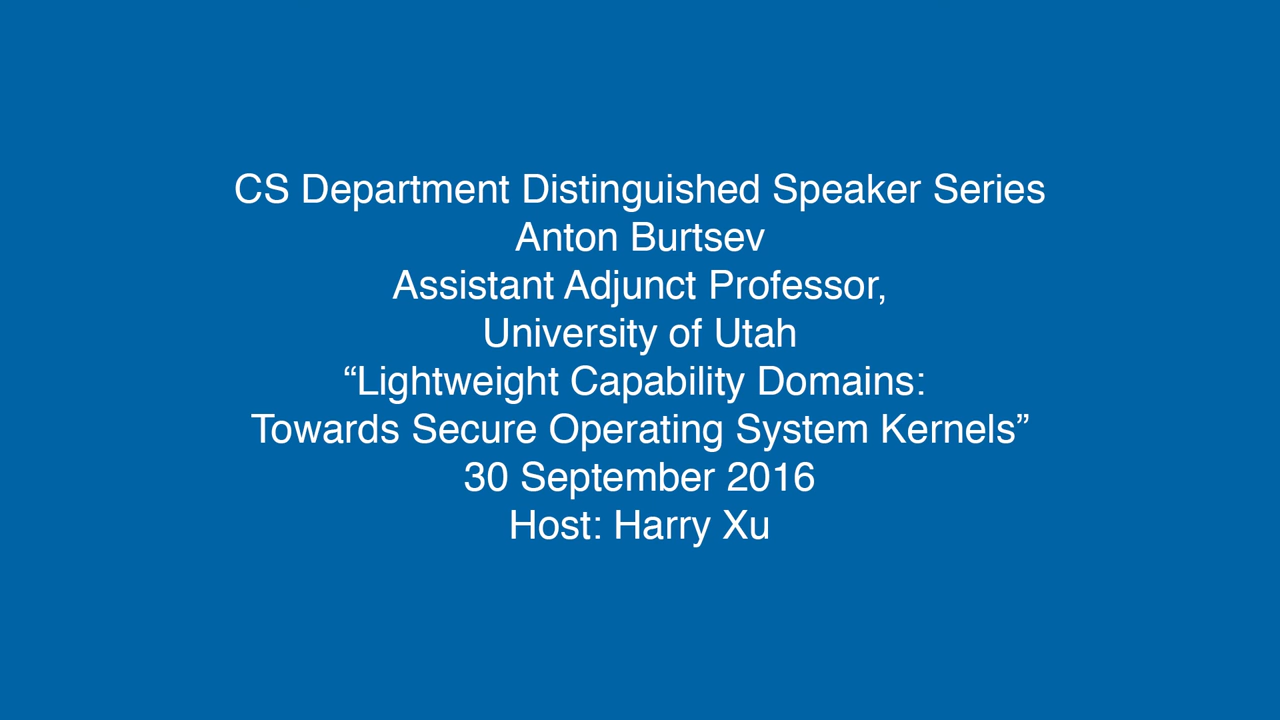 CS Department Distinguished Speaker Series
Anton Burtsev
Assistant Adjunct Professor,
University of Utah
“Lightweight Capability Domains:
Towards Secure Operating System Kernels”
30 September 2016
Host: Harry Xu